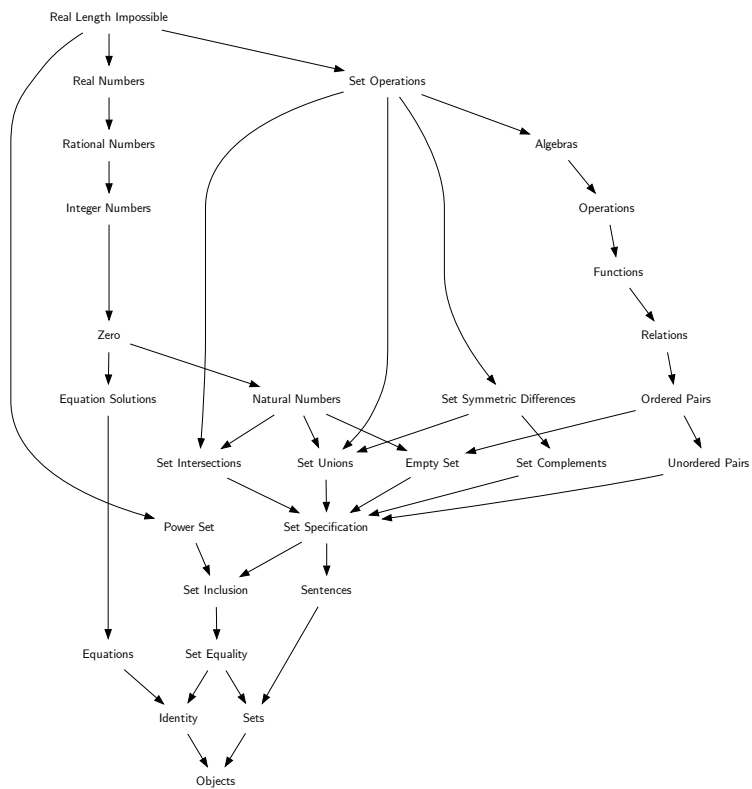 Real Length Impossible
Real Numbers
Set Operations
Rational Numbers
Algebras
Integer Numbers
Operations
Functions
Zero
Relations
Equation Solutions
Natural Numbers
Set Symmetric Differences
Ordered Pairs
Set Intersections
Set Unions
Empty Set
Set Complements
Unordered Pairs
Power Set
Set Specification
Set Inclusion
Sentences
Equations
Set Equality
Identity
Sets
Objects